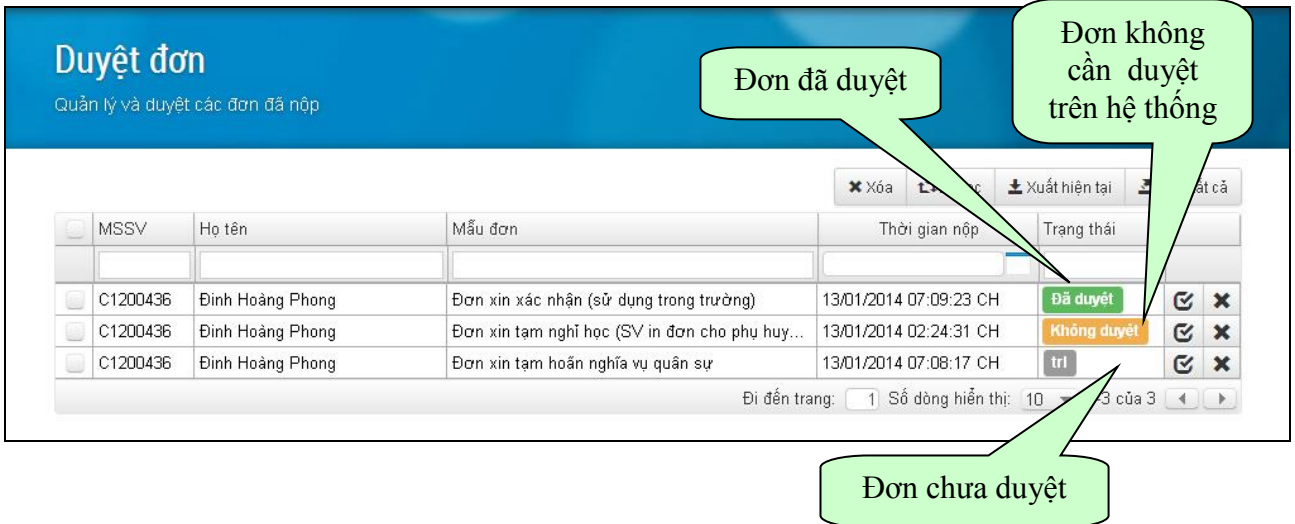 Duyệt đơn
Quản lý và duyệt các đơn đã nộp
Đơn đã duyệt
Đơn không
cần duyệt
trên hệ thống
Xóa Xuất hiện tại
MSSV Họ tên Mẫu đơn Thời gian nộp Trạng thái
C1200436 Đinh Hoàng Phong Đơn xin xác nhận (sử dụng trong trường) 13/01/2014 07:09:23 CH Đã duyệt
C1200436 Đinh Hoàng Phong Đơn xin tạm nghỉ học (SV in đơn cho phụ huy... 13/01/2014 02:24:31 CH Không duyệt
C1200436 Đinh Hoàng Phong Đơn xin tạm hoãn nghĩa vụ quân sự 13/01/2014 07:08:17 CH trl
Đi đến trang: 1 Số dòng hiển thị: 10 3 của 3
Đơn chưa duyệt